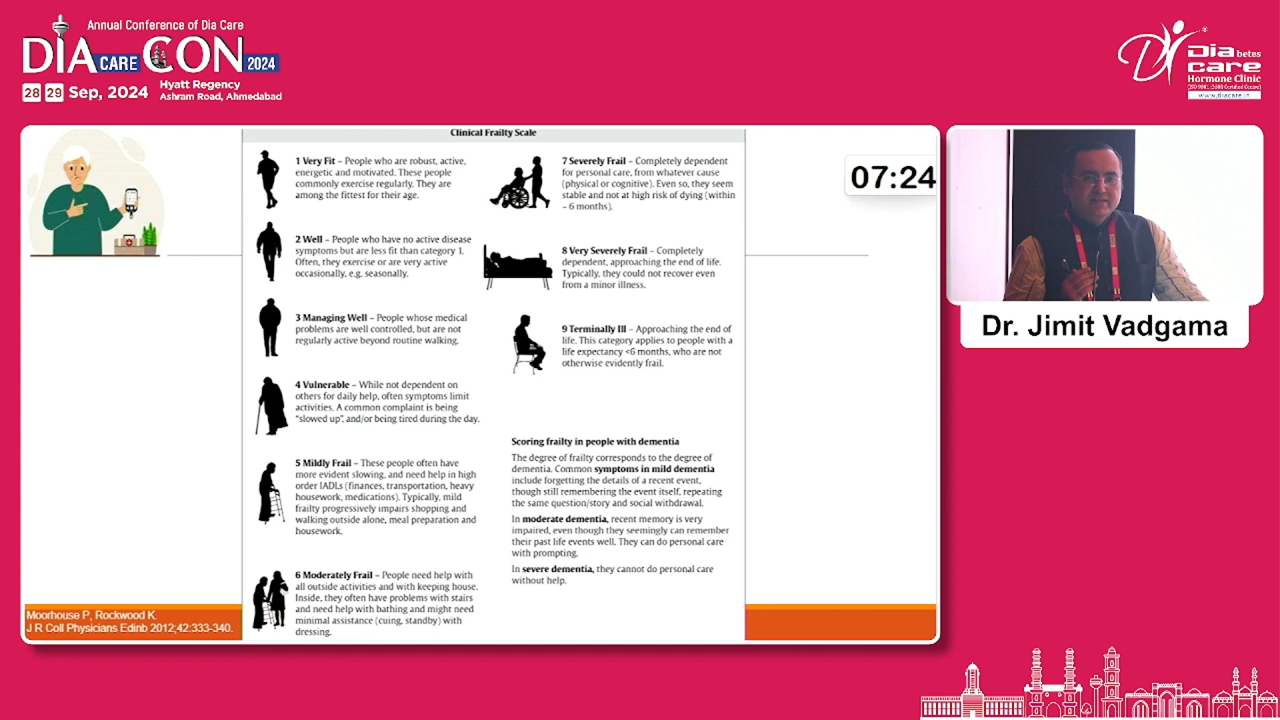 Annual Conference of Dia Care
DIA CARE CON 2024
28 29 Sep, 2024
Hyatt Regency
Ashram Road, Ahmedabad
Dia betes
care
Hormone Clinic
(ISO 9001:2008 Certified Centre)
www.diacare.in
Clinical Frailty Scale
1 Very Fit – People who are robust, active,
energetic and motivated. These people
commonly exercise regularly. They are
among the fittest for their age.
2 Well – People who have no active disease
symptoms but are less fit than category 1.
Often, they exercise or are very active
occasionally, e.g. seasonally.
3 Managing Well – People whose medical
problems are well controlled, but are not
regularly active beyond routine walking.
4 Vulnerable – While not dependent on
others for daily help, often symptoms limit
activities. A common complaint is being
"slowed up", and/or being tired during the day.
5 Mildly Frail – These people often have
more evident slowing, and need help in high
order IADLs (finances, transportation, heavy
housework, medications). Typically, mild
frailty progressively impairs shopping and
walking outside alone, meal preparation and
housework.
6 Moderately Frail – People need help with
all outside activities and with keeping house.
Inside, they often have problems with stairs
and need help with bathing and might need
minimal assistance (cuing, standby) with
dressing.
7 Severely Frail – Completely dependent
for personal care, from whatever cause
(physical or cognitive). Even so, they seem
stable and not at high risk of dying (within
~ 6 months).
8 Very Severely Frail – Completely
dependent, approaching the end of life.
Typically, they could not recover even
from a minor illness.
9 Terminally Ill – Approaching the end of
life. This category applies to people with a
life expectancy <6 months, who are not
otherwise evidently frail.
Scoring frailty in people with dementia
The degree of frailty corresponds to the degree of
dementia. Common symptoms in mild dementia
include forgetting the details of a recent event,
though still remembering the event itself, repeating
the same question/story and social withdrawal.
In moderate dementia, recent memory is very
impaired, even though they seemingly can remember
their past life events well. They can do personal care
with prompting.
In severe dementia, they cannot do personal care
without help.
Moorhouse P, Rockwood K.
J R Coll Physicians Edinb 2012;42:333-340.
07:24
Dr. Jimit Vadgama